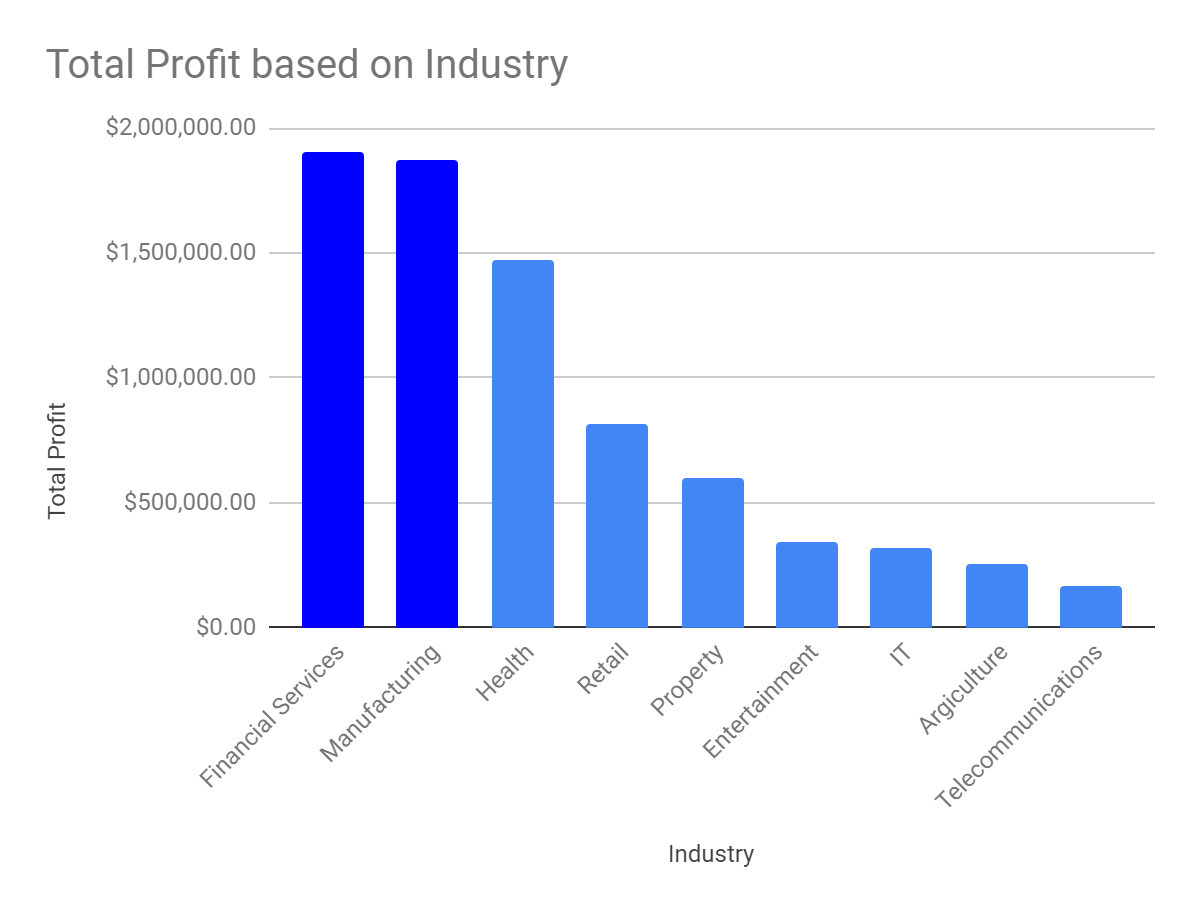 Total Profit based on Industry
$2,000,000.00
$1,500,000.00
$1,000,000.00
$500,000.00
$0.00
Total Profit
Financial Services
Manufacturing
Health
Retail
Property
Entertainment
IT
Argiculture
Telecommunications
Industry